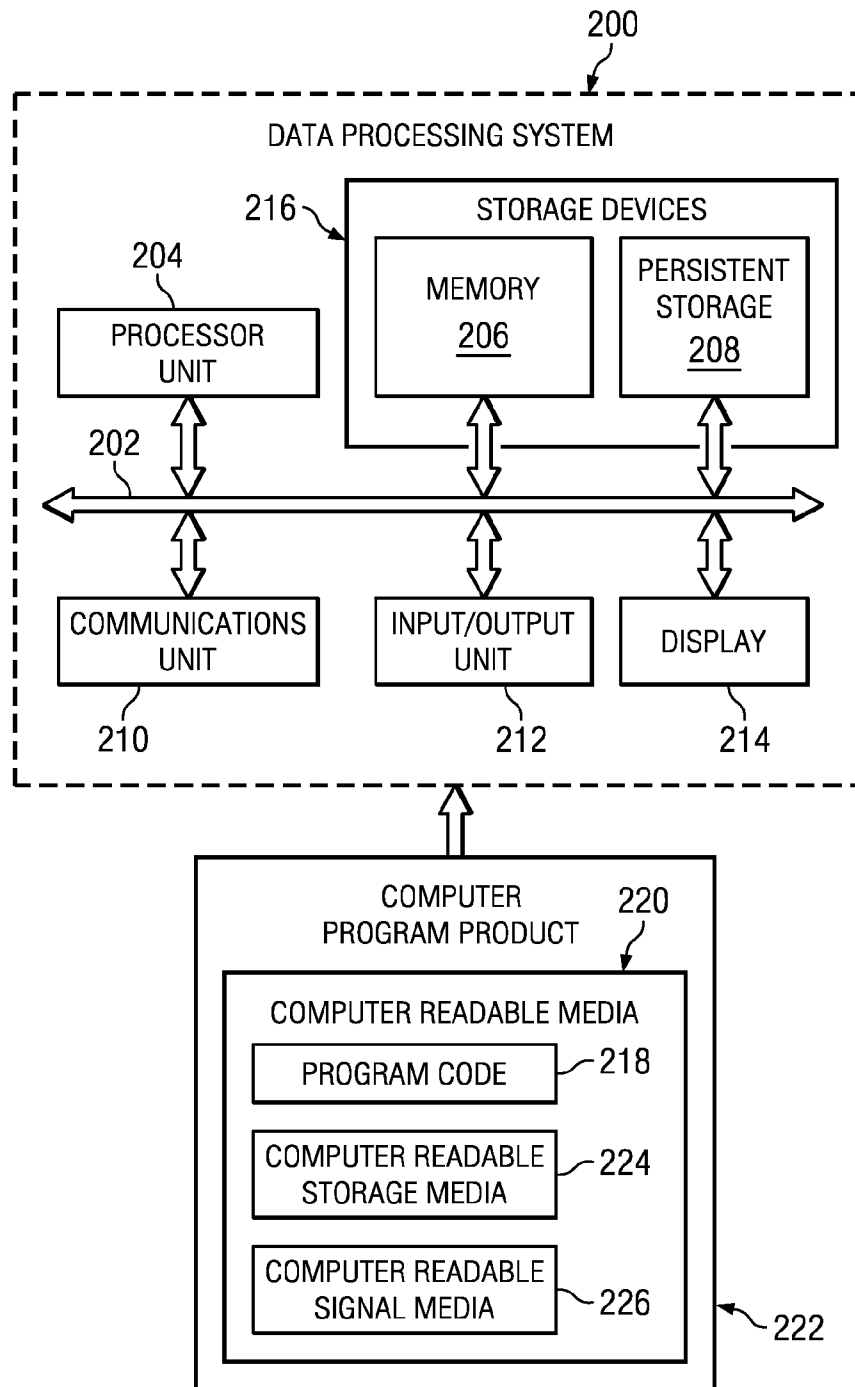 200
DATA PROCESSING SYSTEM
216
STORAGE DEVICES
204
MEMORY
206
PERSISTENT
STORAGE
208
PROCESSOR
UNIT
202
COMMUNICATIONS
UNIT
INPUT/OUTPUT
UNIT
DISPLAY
210
212
214
COMPUTER
PROGRAM PRODUCT
220
COMPUTER READABLE MEDIA
PROGRAM CODE
218
COMPUTER READABLE
STORAGE MEDIA
224
COMPUTER READABLE
SIGNAL MEDIA
226
222